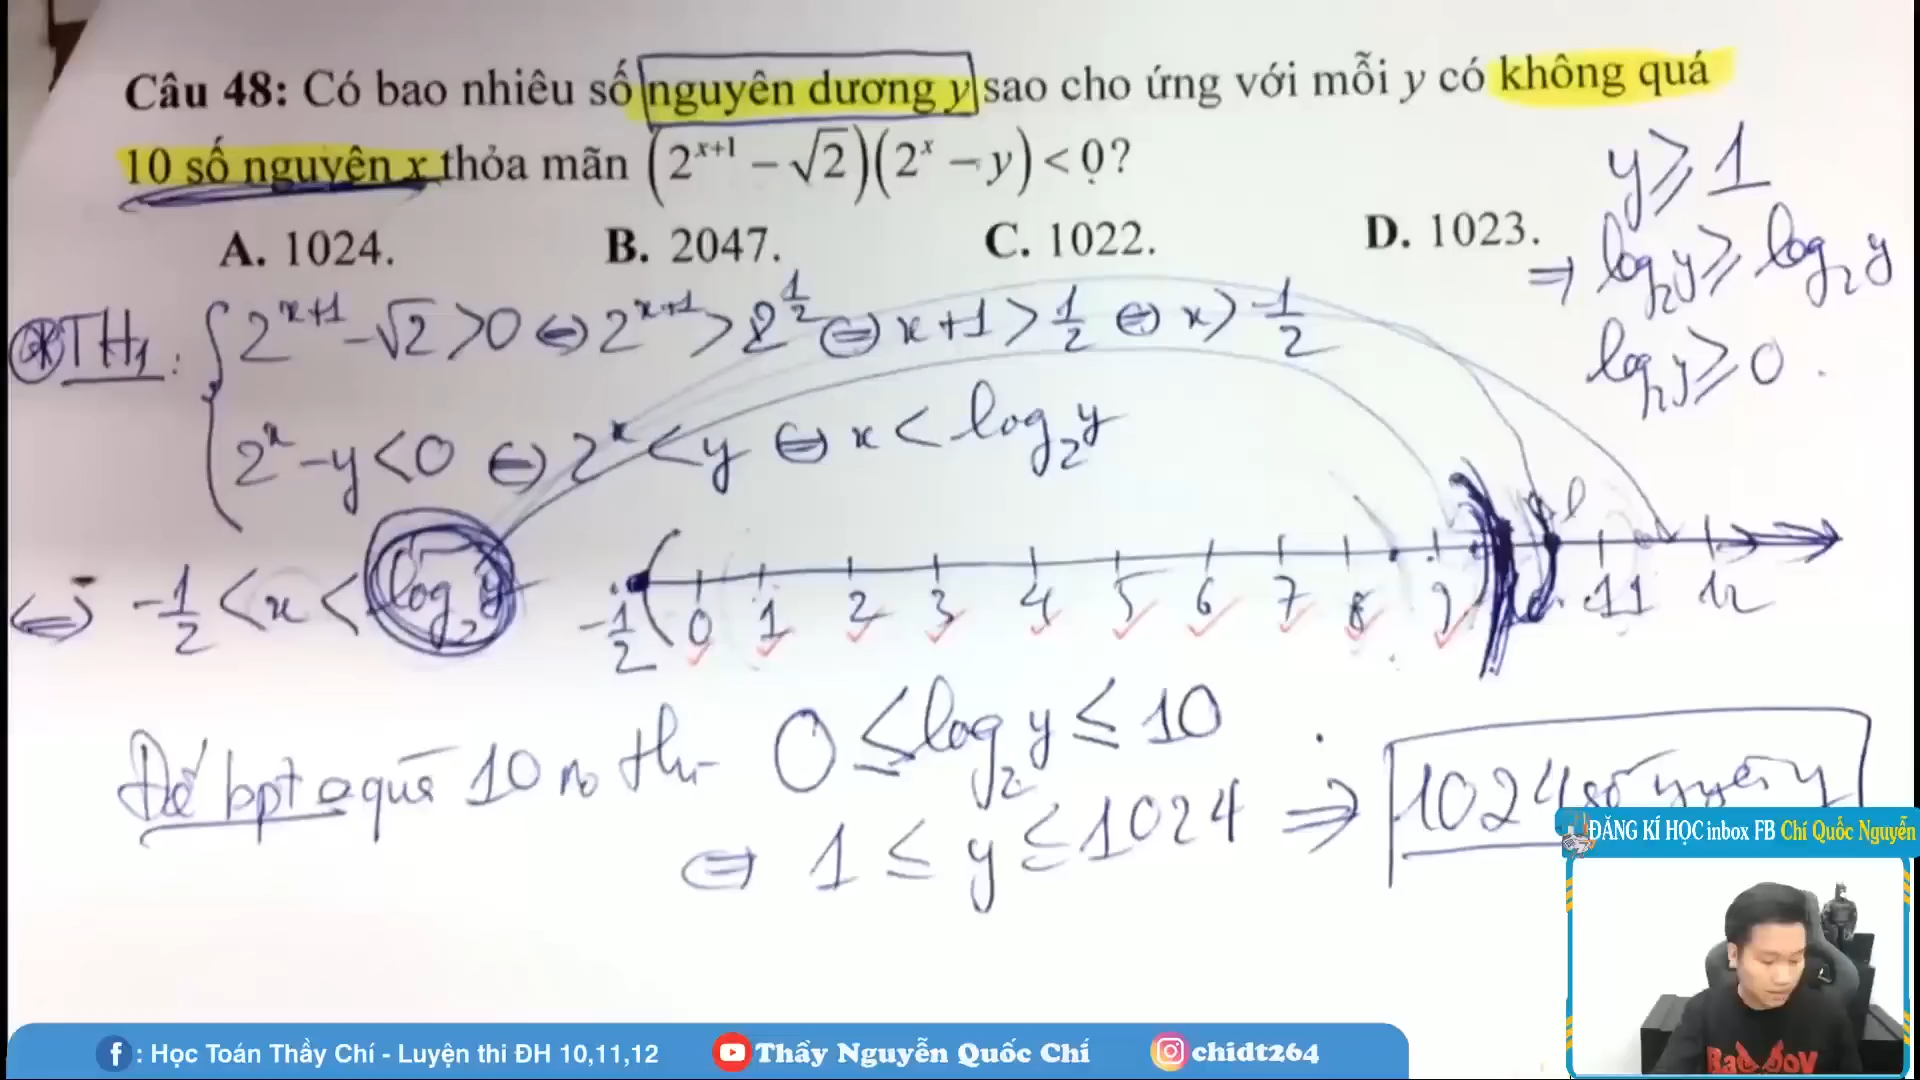 Câu 48: Có bao nhiêu số nguyên dương y sao cho ứng với mỗi y có không quá
10 số nguyên x thỏa mãn (2^{x+1} − √2)(2^x − y) < 0?
A. 1024. B. 2047. C. 1022. D. 1023.
y ≥ 1
⇒ log₂y ≥ log₂y
log₂y ≥ 0
TH₁: { 2^{x+1} − √2 > 0 ⇔ 2^{x+1} > 2^{1/2} ⇔ x+1 > 1/2 ⇔ x > −1/2
2^x − y < 0 ⇔ 2^x < y ⇔ x < log₂y
⇔ −1/2 < x < log₂y
−1/2 ( 0 1 2 3 4 5 6 7 8 9 11 12
Để bpt quá 10 no thì 0 ≤ log₂y ≤ 10
⇔ 1 ≤ y ≤ 1024 ⇒ 1024 số y
ĐĂNG KÍ HỌC inbox FB Chí Quốc Nguyễn
f : Học Toán Thầy Chí - Luyện thi ĐH 10,11,12 Thầy Nguyễn Quốc Chí chidt264